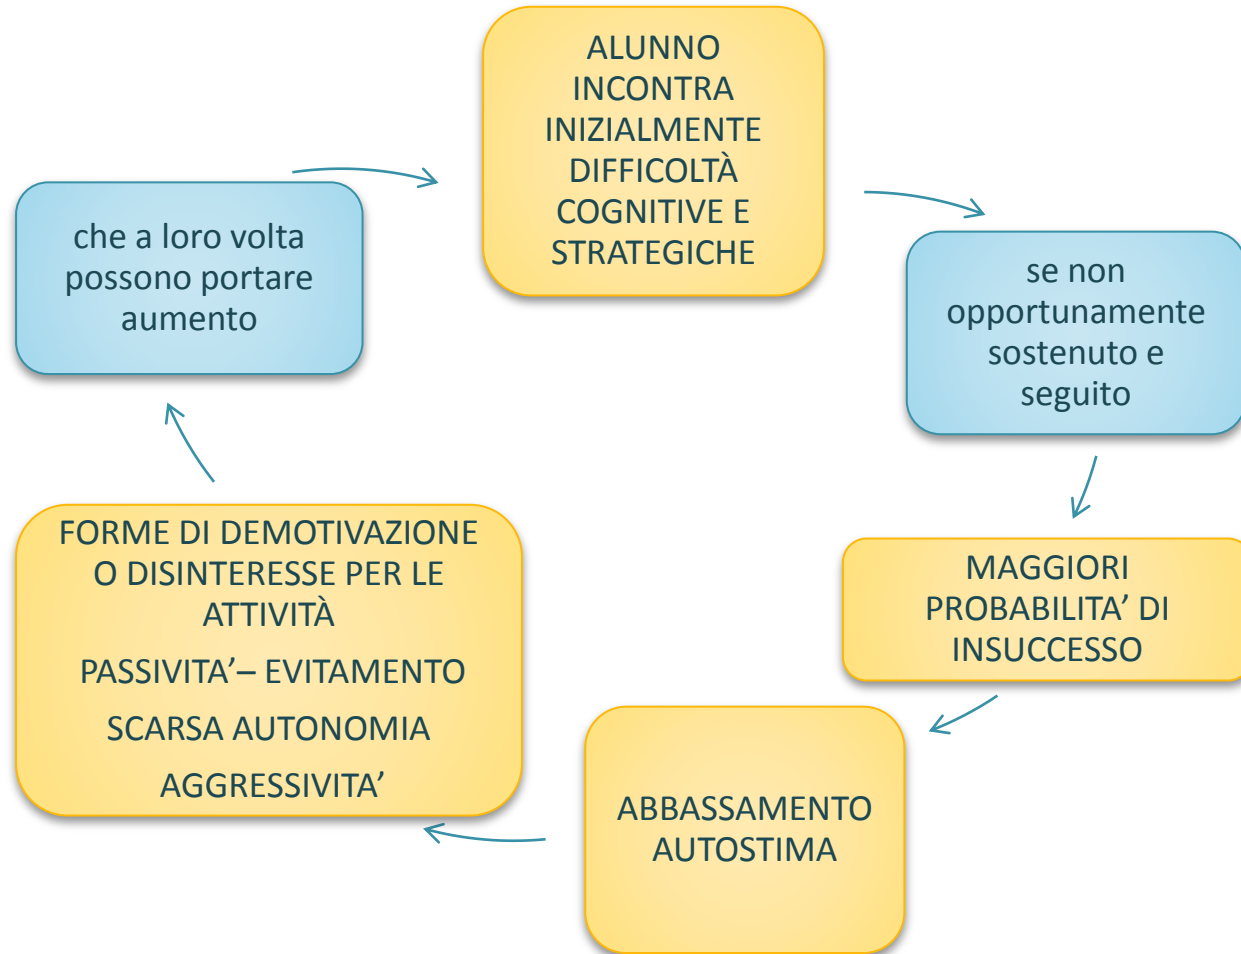 ALUNNO
INCONTRA
INIZIALMENTE
DIFFICOLTÀ
COGNITIVE E
STRATEGICHE
se non
opportunamente
sostenuto e
seguito
MAGGIORI
PROBABILITA’ DI
INSUCCESSO
ABBASSAMENTO
AUTOSTIMA
FORME DI DEMOTIVAZIONE
O DISINTERESSE PER LE
ATTIVITÀ
PASSIVITA’– EVITAMENTO
SCARSA AUTONOMIA
AGGRESSIVITA’
che a loro volta
possono portare
aumento